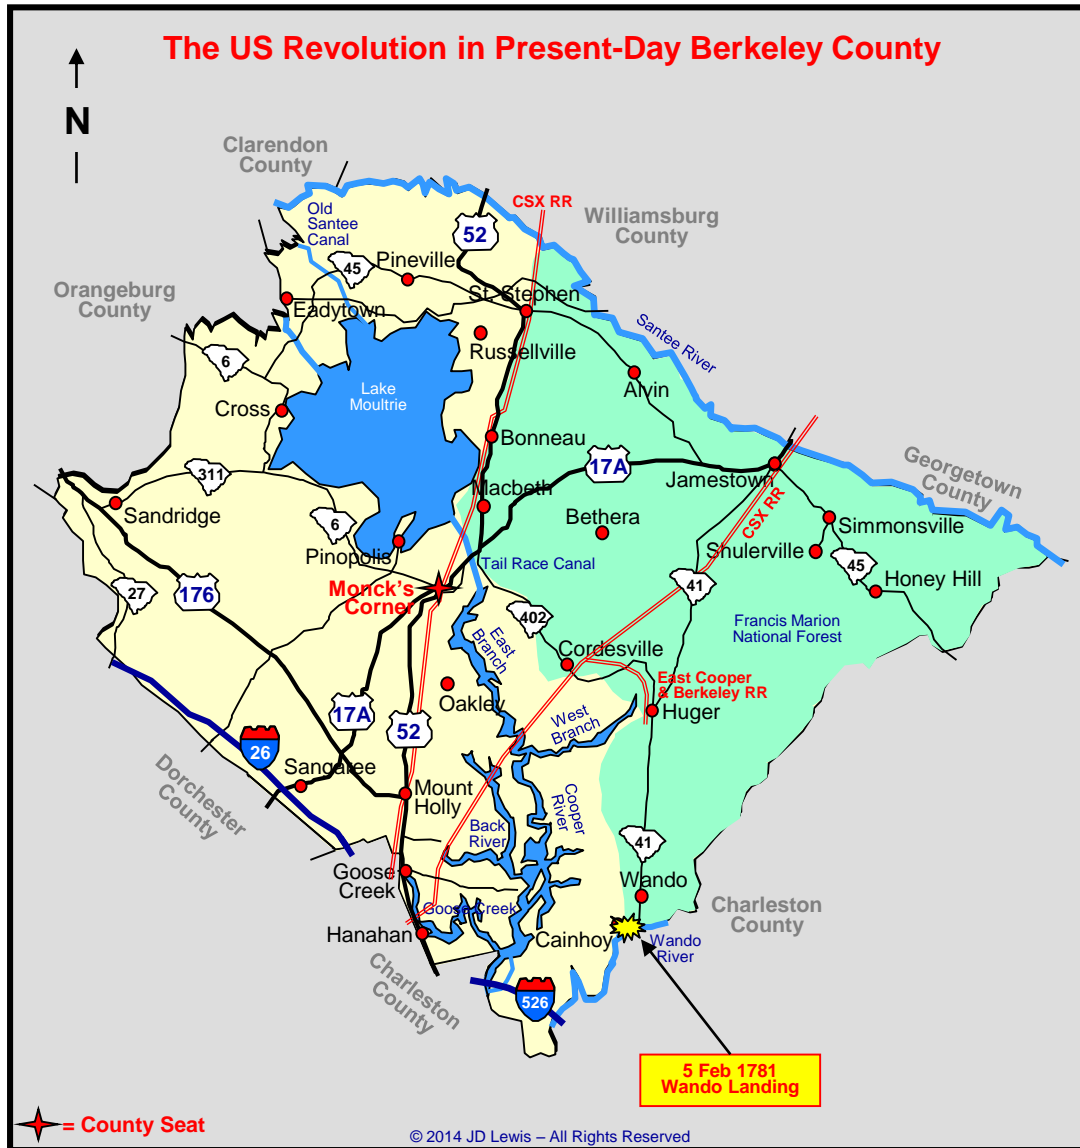 The US Revolution in Present-Day Berkeley County
N
Clarendon
County
CSX RR
Williamsburg
County
Old
Santee
Canal
52
45
Pineville
Orangeburg
County
Eadytown
St. Stephen
Santee River
Russellville
6
Lake
Moultrie
Alvin
Cross
Bonneau
17A
Jamestown
Georgetown
County
311
Macbeth
CSX RR
Sandridge
6
Bethera
Simmonsville
Pinopolis
Shulerville
Tail Race Canal
45
Honey Hill
27
176
Monck's
Corner
41
402
Francis Marion
National Forest
East
Branch
Cordesville
East Cooper
& Berkeley RR
Oakley
Huger
17A
52
West
Branch
26
Sangaree
Dorchester
County
Mount
Holly
Cooper
River
Back
River
41
Goose
Creek
Wando
Goose Creek
Charleston
County
Hanahan
Cainhoy
Wando
River
Charleston
County
526
5 Feb 1781
Wando Landing
= County Seat
© 2014 JD Lewis – All Rights Reserved